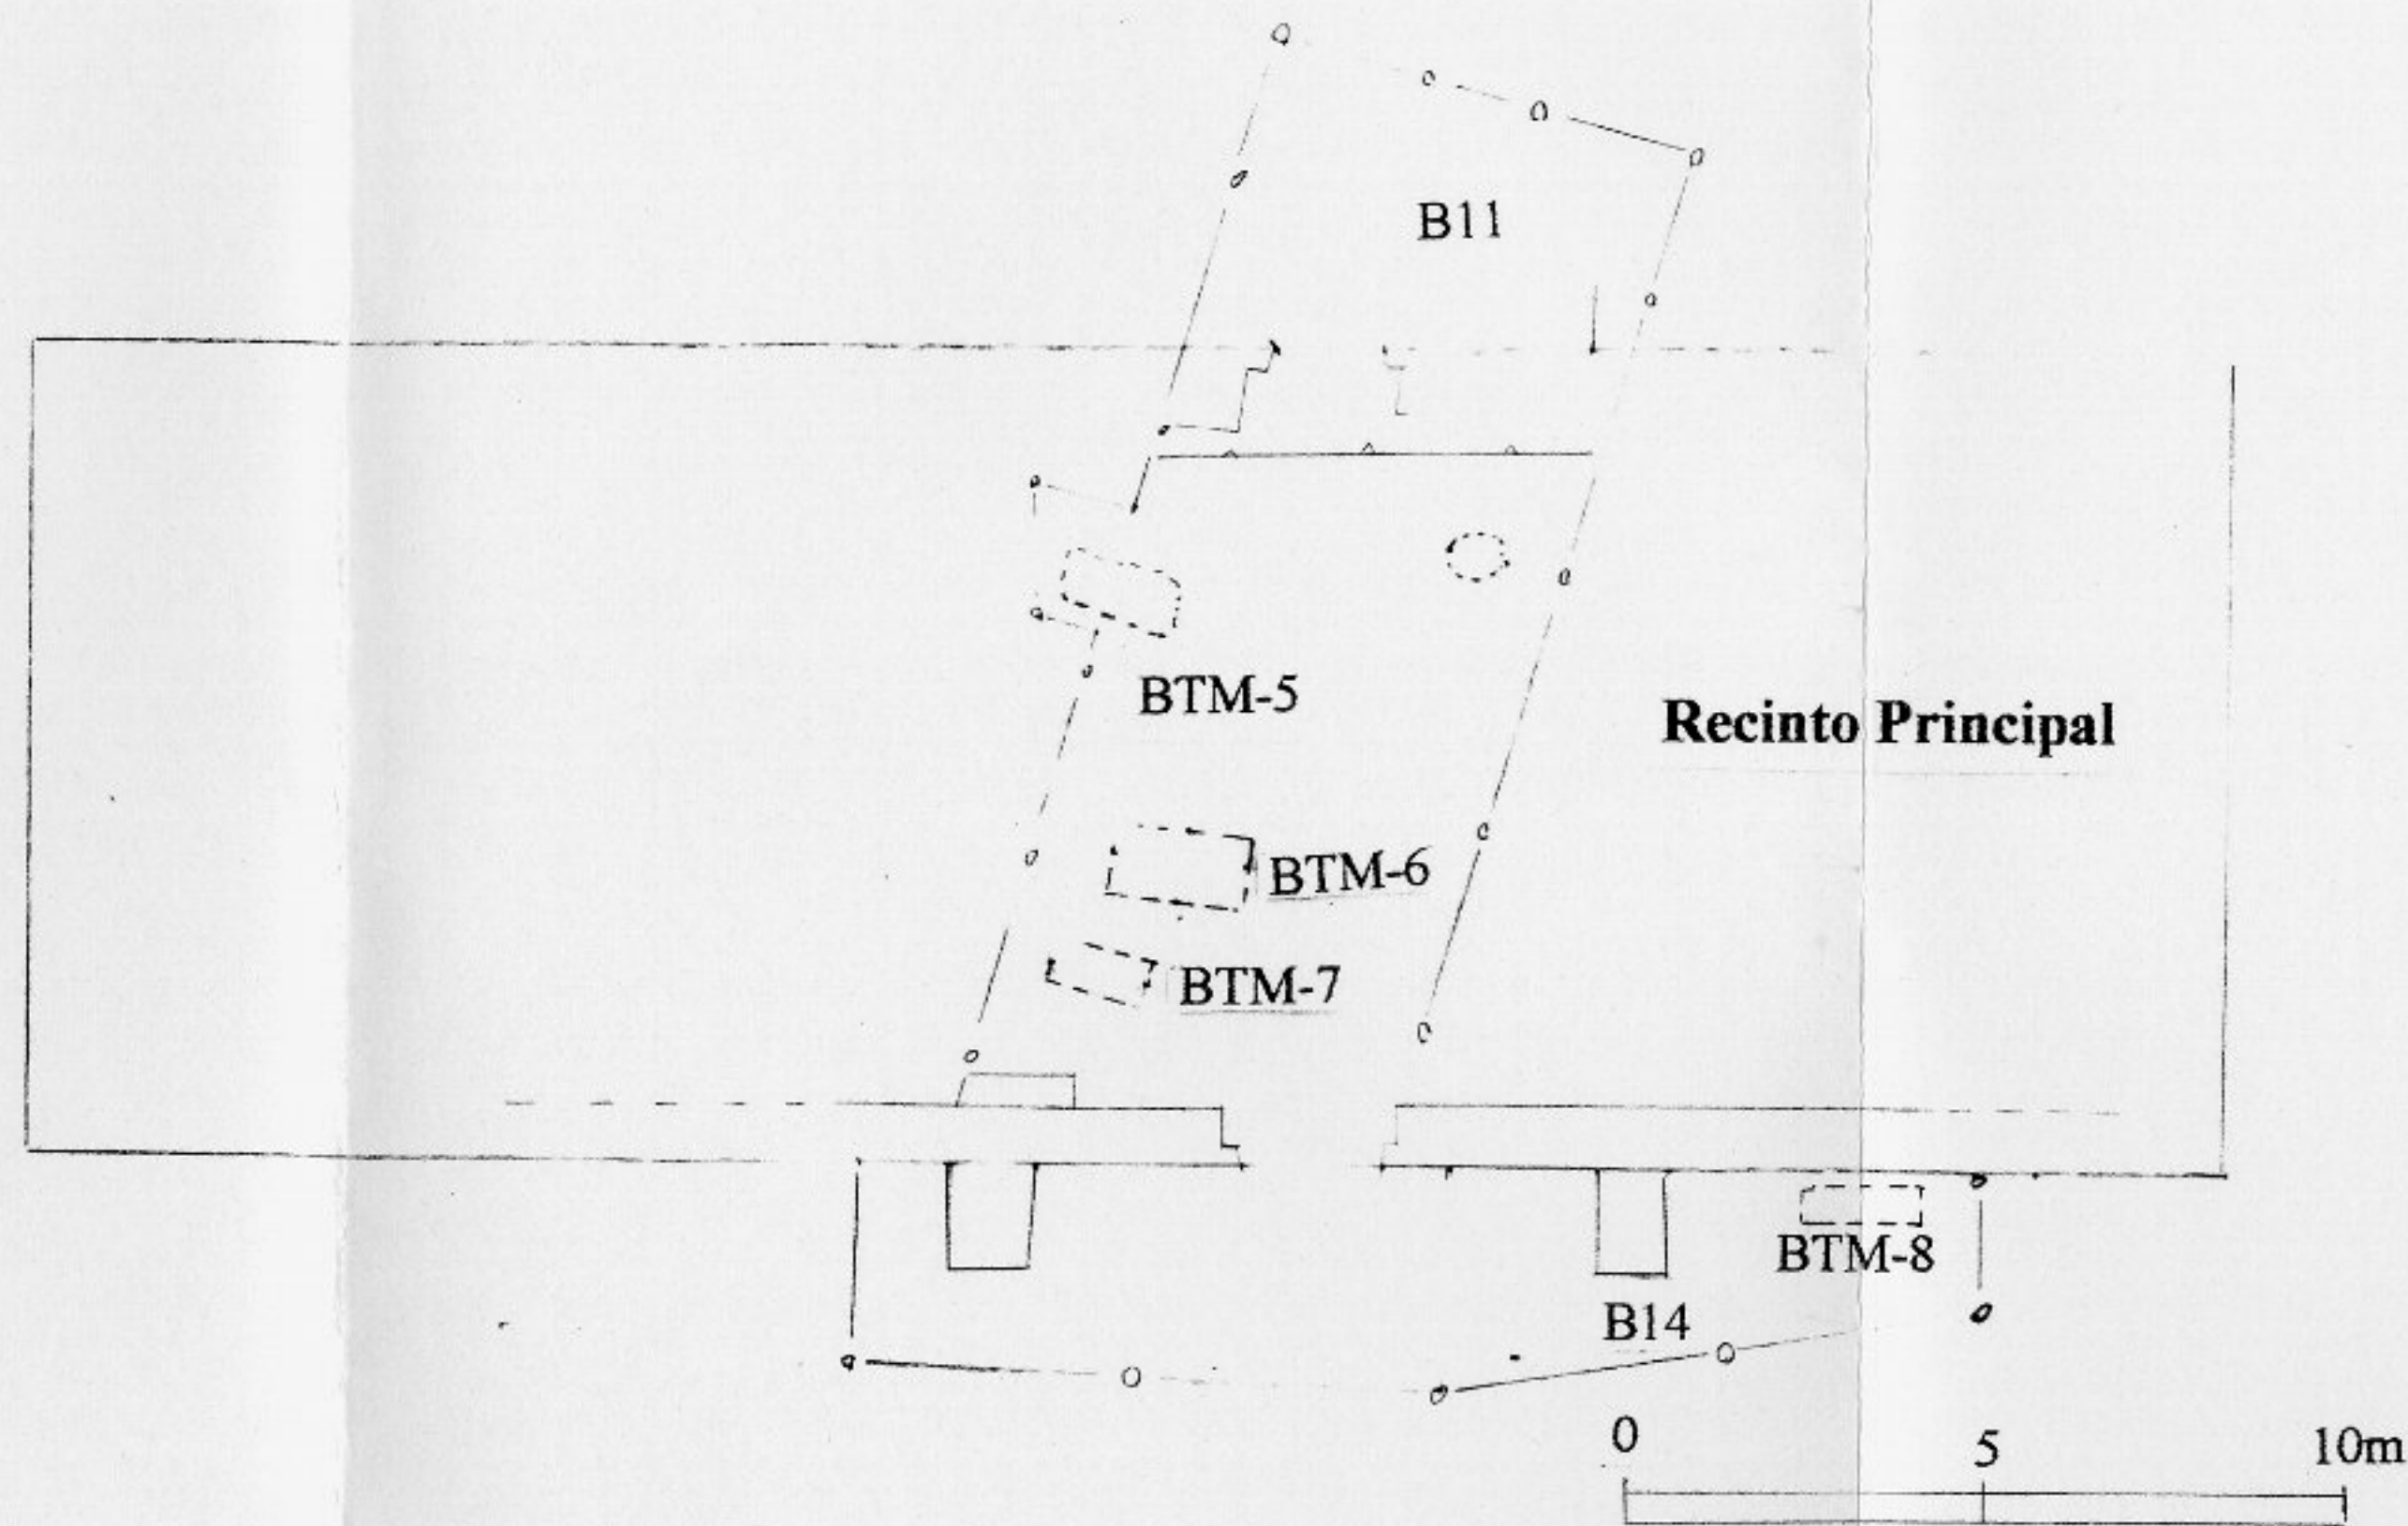 B11
BTM-5
Recinto Principal
BTM-6
BTM-7
BTM-8
B14
0 5 10m